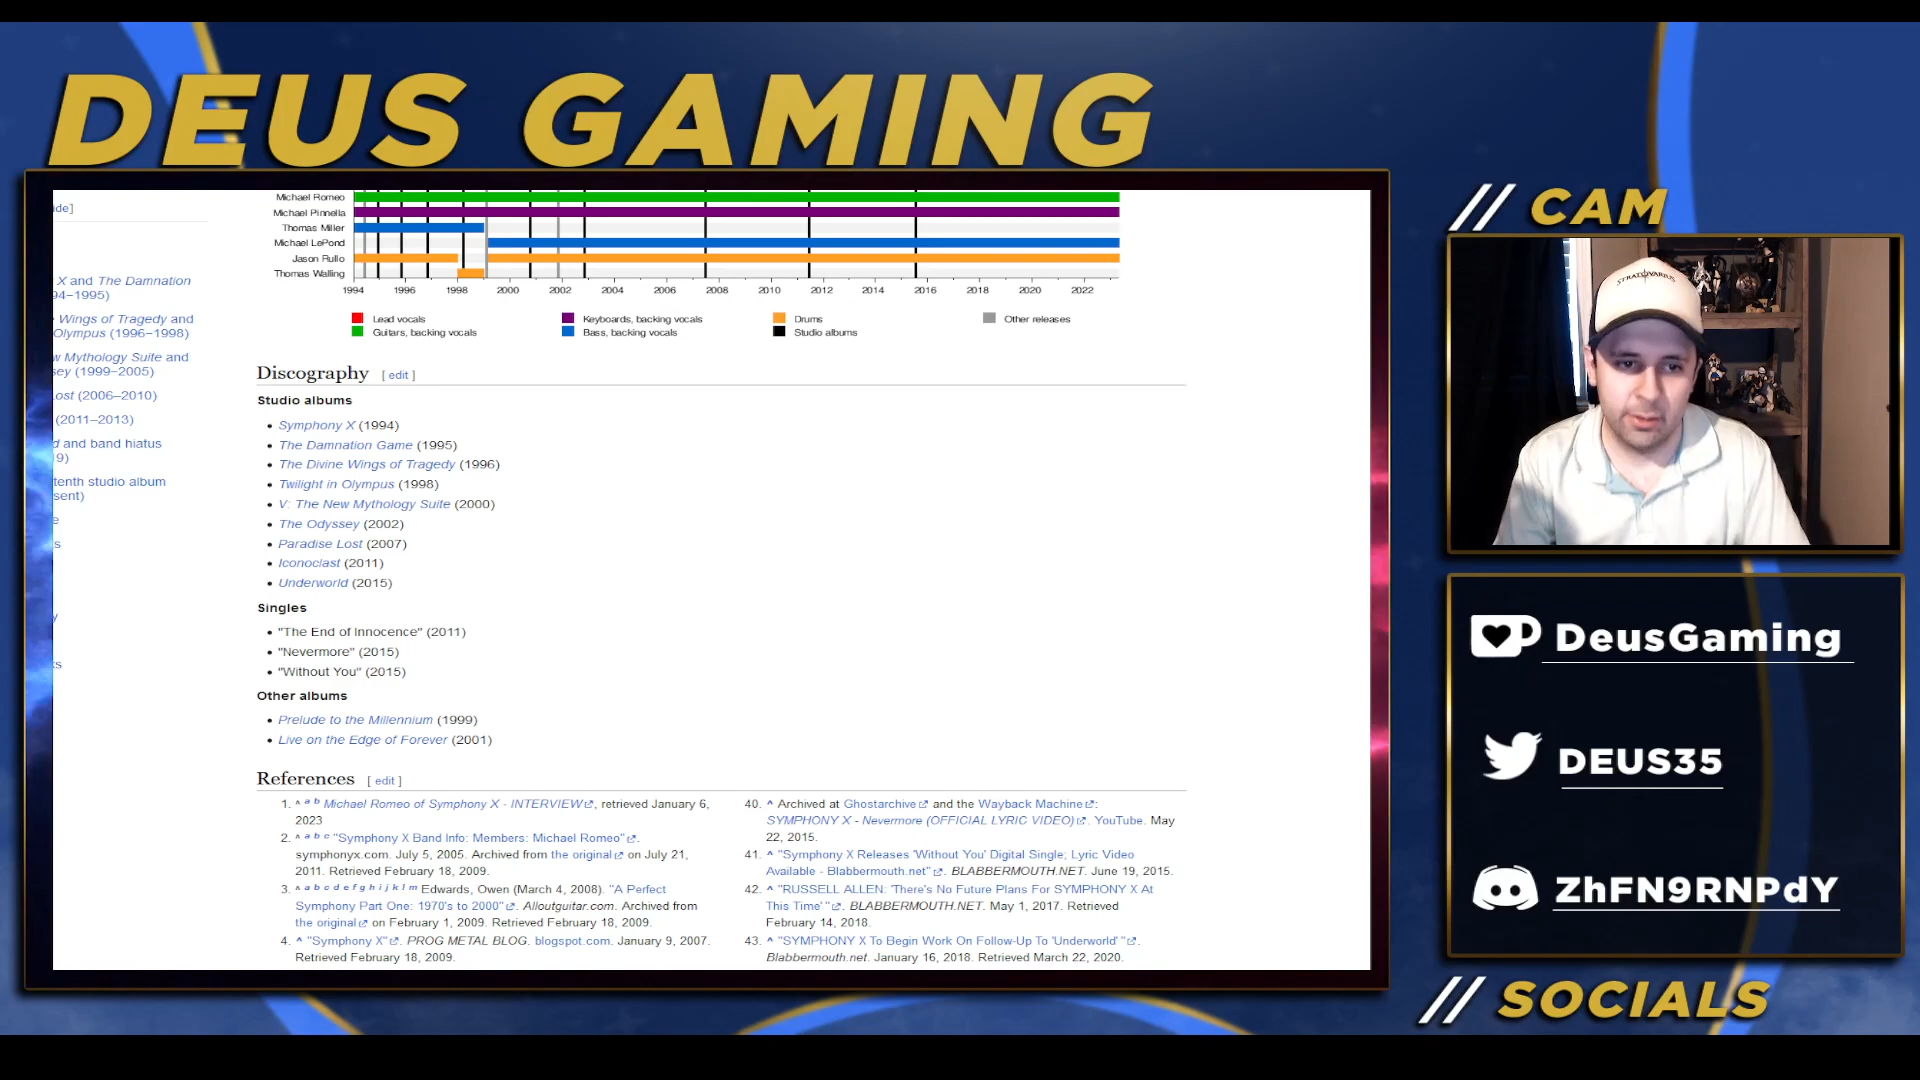 DEUS GAMING
ide]
X and The Damnation
94–1995)
Wings of Tragedy and
Olympus (1996–1998)
w Mythology Suite and
sey (1999–2005)
ost (2006–2010)
(2011–2013)
d and band hiatus
9)
tenth studio album
sent)
e
s
y
ks
Michael Romeo
Michael Pinnella
Thomas Miller
Michael LePond
Jason Rullo
Thomas Walling
1994 1996 1998 2000 2002 2004 2006 2008 2010 2012 2014 2016 2018 2020 2022
Lead vocals Keyboards, backing vocals Drums Other releases
Guitars, backing vocals Bass, backing vocals Studio albums
Discography [ edit ]
Studio albums
• Symphony X (1994)
• The Damnation Game (1995)
• The Divine Wings of Tragedy (1996)
• Twilight in Olympus (1998)
• V: The New Mythology Suite (2000)
• The Odyssey (2002)
• Paradise Lost (2007)
• Iconoclast (2011)
• Underworld (2015)
Singles
• "The End of Innocence" (2011)
• "Nevermore" (2015)
• "Without You" (2015)
Other albums
• Prelude to the Millennium (1999)
• Live on the Edge of Forever (2001)
References [ edit ]
1. ^ a b Michael Romeo of Symphony X - INTERVIEW, retrieved January 6,
2023
2. ^ a b c "Symphony X Band Info: Members: Michael Romeo".
symphonyx.com. July 5, 2005. Archived from the original on July 21,
2011. Retrieved February 18, 2009.
3. ^ a b c d e f g h i j k l m Edwards, Owen (March 4, 2008). "A Perfect
Symphony Part One: 1970's to 2000". Alloutguitar.com. Archived from
the original on February 1, 2009. Retrieved February 18, 2009.
4. ^ "Symphony X". PROG METAL BLOG. blogspot.com. January 9, 2007.
Retrieved February 18, 2009.
40. ^ Archived at Ghostarchive and the Wayback Machine:
SYMPHONY X - Nevermore (OFFICIAL LYRIC VIDEO). YouTube. May
22, 2015.
41. ^ "Symphony X Releases 'Without You' Digital Single; Lyric Video
Available - Blabbermouth.net". BLABBERMOUTH.NET. June 19, 2015.
42. ^ "RUSSELL ALLEN: 'There's No Future Plans For SYMPHONY X At
This Time' ". BLABBERMOUTH.NET. May 1, 2017. Retrieved
February 14, 2018.
43. ^ "SYMPHONY X To Begin Work On Follow-Up To 'Underworld' ".
Blabbermouth.net. January 16, 2018. Retrieved March 22, 2020.
// CAM
STRATOVARIUS
DeusGaming
DEUS35
ZhFN9RNPdY
// SOCIALS